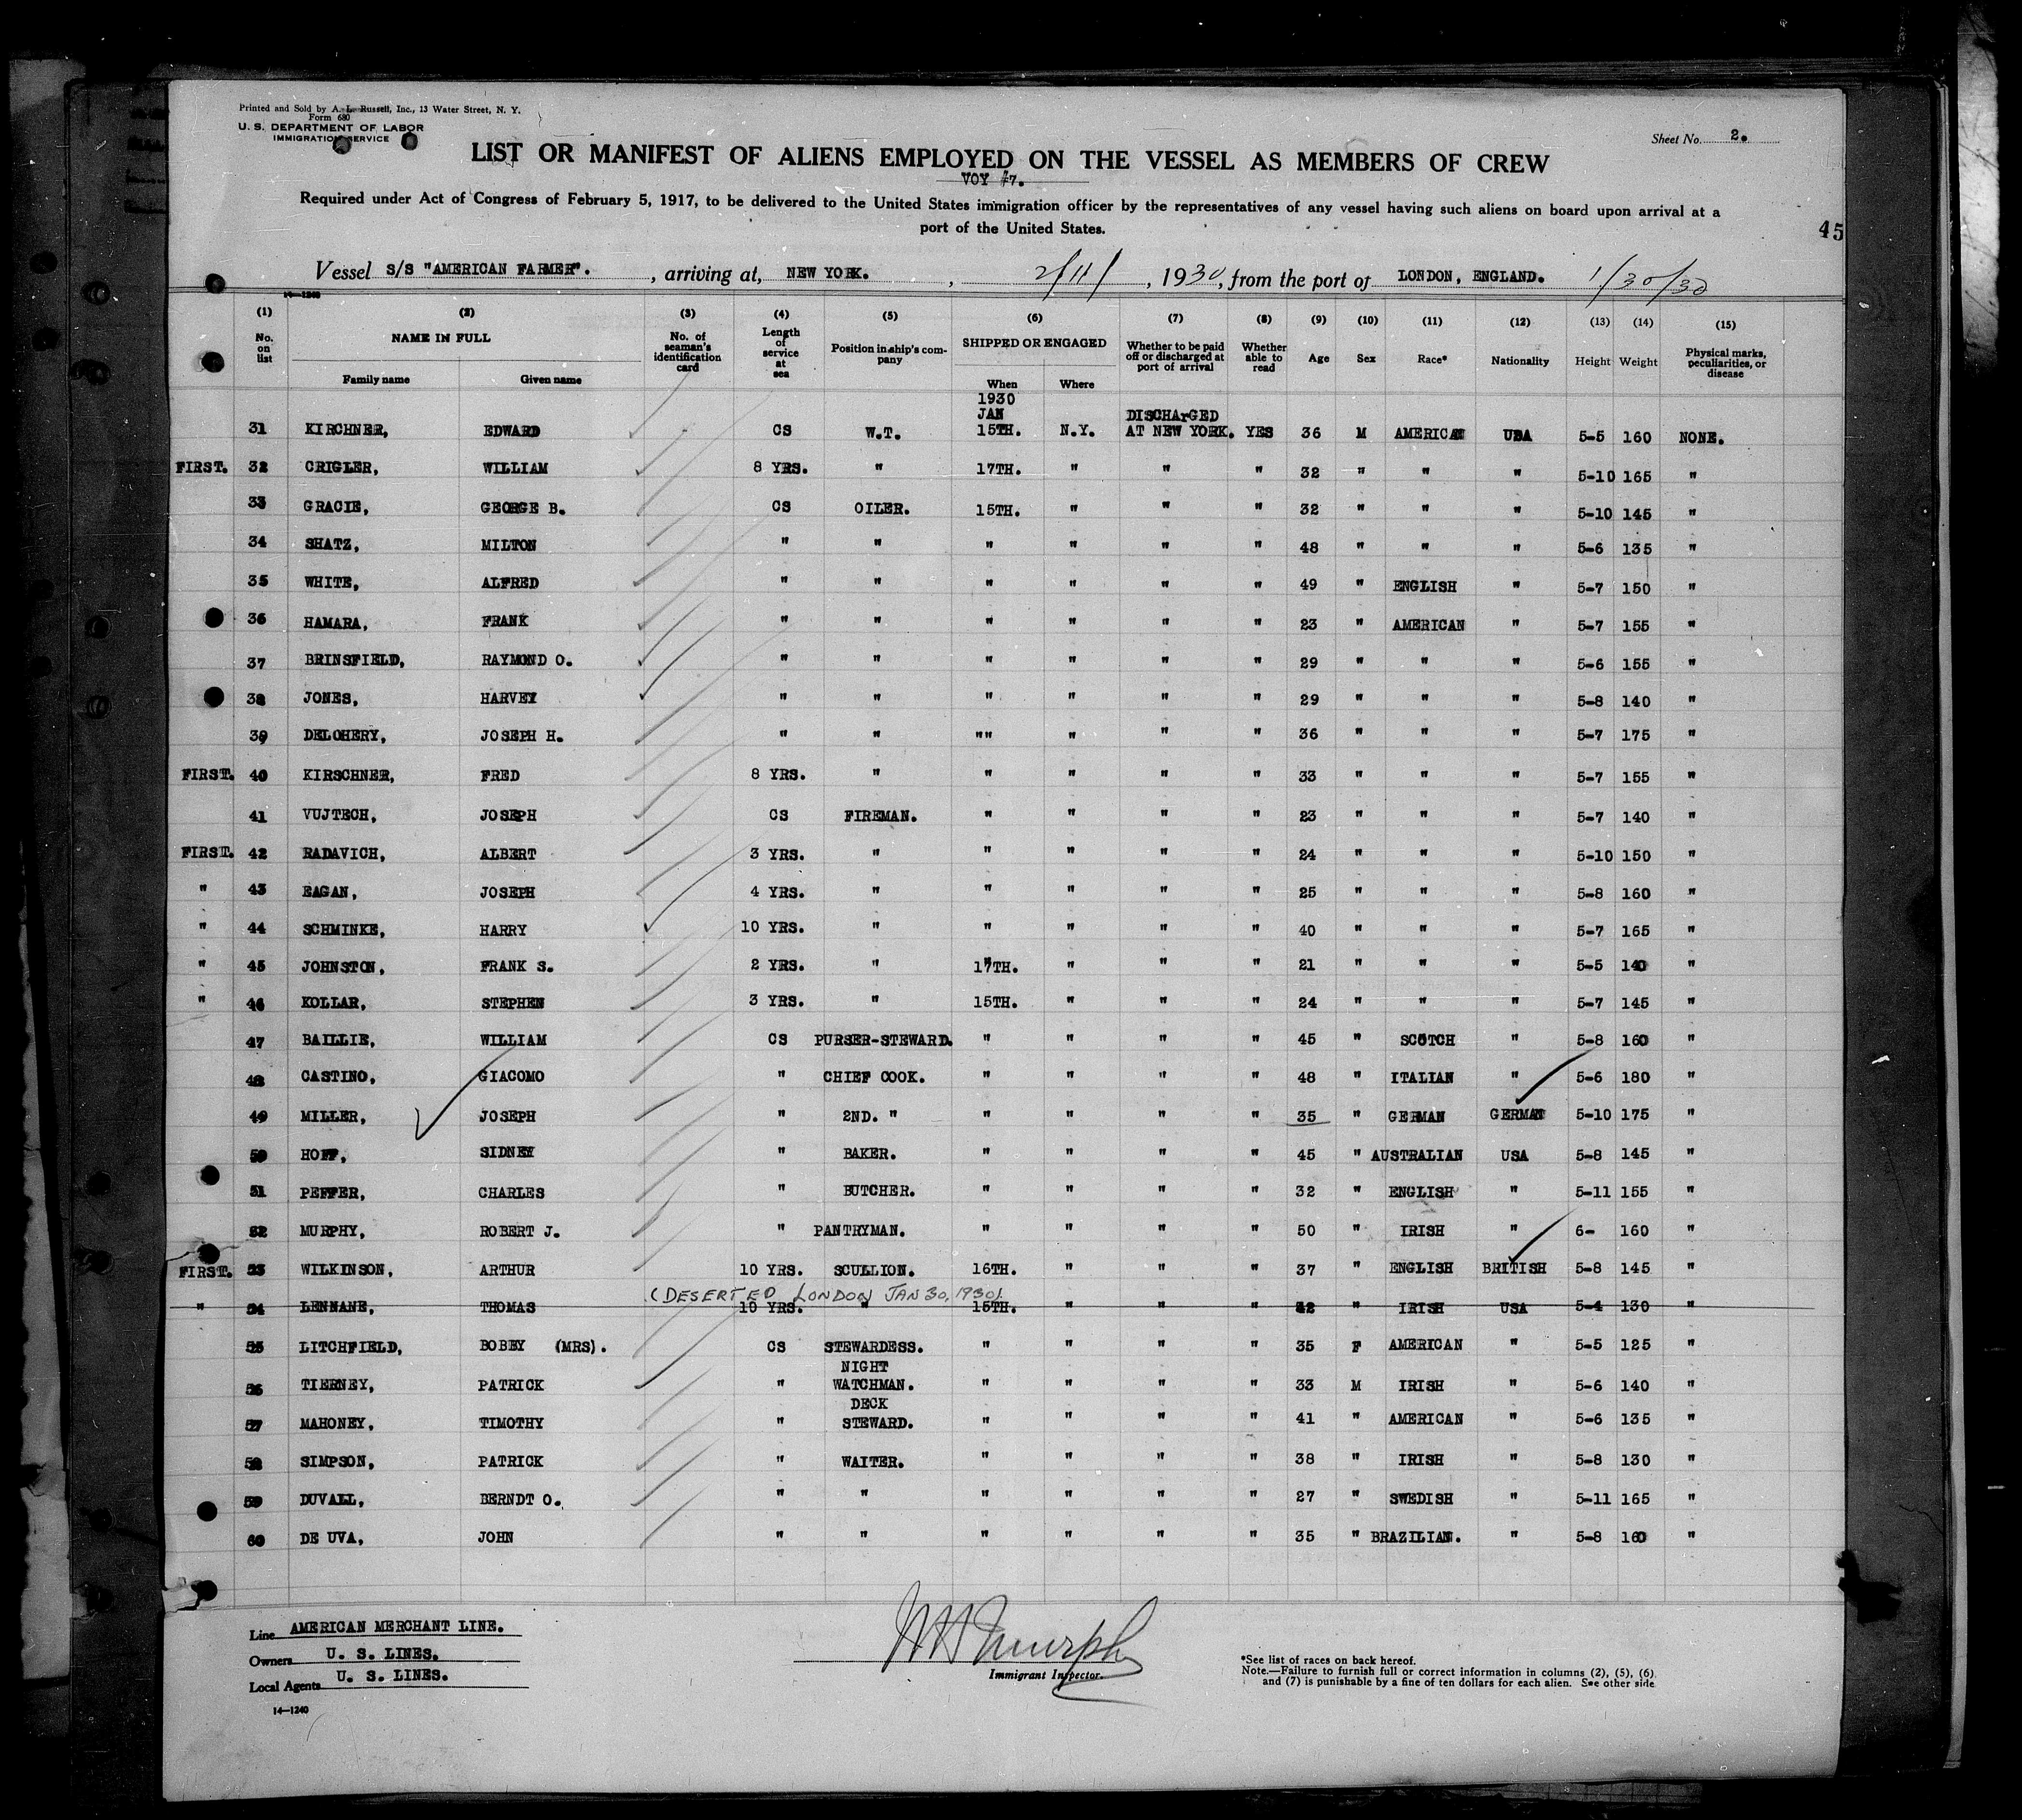 Printed and Sold by A. L. Russell, Inc., 13 Water Street, N. Y.
Form 680
U. S. DEPARTMENT OF LABOR
IMMIGRATION SERVICE
Sheet No. 2.
LIST OR MANIFEST OF ALIENS EMPLOYED ON THE VESSEL AS MEMBERS OF CREW
VOY #7.
Required under Act of Congress of February 5, 1917, to be delivered to the United States immigration officer by the representatives of any vessel having such aliens on board upon arrival at a
port of the United States.
45
Vessel S/S "AMERICAN FARMER". , arriving at, NEW YORK. , 2/11/ , 1930, from the port of LONDON, ENGLAND. 1/30/30
14—1240
(1) (2) (3) (4) (5) (6) (7) (8) (9) (10) (11) (12) (13) (14) (15)
No. on list NAME IN FULL Family name Given name No. of seaman's identification card Length of service at sea Position in ship's company SHIPPED OR ENGAGED When Where Whether to be paid off or discharged at port of arrival Whether able to read Age Sex Race* Nationality Height Weight Physical marks, peculiarities, or disease
1930
JAN DISCHArGED
31 KIRCHNER, EDWARD CS W.T. 15TH. N.Y. AT NEW YORK. YES 36 M AMERICAN USA 5-5 160 NONE.
FIRST. 32 CRIGLER, WILLIAM 8 YRS. " 17TH. " " " 32 " " " 5-10 165 "
33 GRACIE, GEORGE B. CS OILER. 15TH. " " " 32 " " " 5-10 145 "
34 SHATZ, MILTON " " " " " " 48 " " " 5-6 135 "
35 WHITE, ALFRED " " " " " " 49 " ENGLISH " 5-7 150 "
36 HAMARA, FRANK " " " " " " 23 " AMERICAN " 5-7 155 "
37 BRINSFIELD, RAYMOND O. " " " " " " 29 " " " 5-6 155 "
38 JONES, HARVEY " " " " " " 29 " " " 5-8 140 "
39 DELOHERY, JOSEPH H. " " "" " " " 36 " " " 5-7 175 "
FIRST. 40 KIRSCHNER, FRED 8 YRS. " " " " " 33 " " " 5-7 155 "
41 VUJTECH, JOSEPH CS FIREMAN. " " " " 23 " " " 5-7 140 "
FIRST. 42 RADAVICH, ALBERT 3 YRS. " " " " " 24 " " " 5-10 150 "
" 43 EAGAN, JOSEPH 4 YRS. " " " " " 25 " " " 5-8 160 "
" 44 SCHMINKE, HARRY 10 YRS. " " " " " 40 " " " 5-7 165 "
" 45 JOHNSTON, FRANK S. 2 YRS. " 17TH. " " " 21 " " " 5-5 140 "
" 46 KOLLAR, STEPHEN 3 YRS. " 15TH. " " " 24 " " " 5-7 145 "
47 BAILLIE, WILLIAM CS PURSER-STEWARD. " " " " 45 " SCOTCH " 5-8 160 "
48 CASTINO, GIACOMO " CHIEF COOK. " " " " 48 " ITALIAN " 5-6 180 "
49 MILLER, JOSEPH " 2ND. " " " " " 35 " GERMAN GERMAN 5-10 175 "
50 HOFF, SIDNEY " BAKER. " " " " 45 " AUSTRALIAN USA 5-8 145 "
51 PEFFER, CHARLES " BUTCHER. " " " " 32 " ENGLISH " 5-11 155 "
52 MURPHY, ROBERT J. " PANTRYMAN. " " " " 50 " IRISH " 6- 160 "
FIRST. 53 WILKINSON, ARTHUR 10 YRS. SCULLION. 16TH. " " " 37 " ENGLISH BRITISH 5-8 145 "
(DESERTED LONDON JAN 30, 1930).
" 54 LENNANE, THOMAS 10 YRS. " 15TH. " " " 42 " IRISH USA 5-4 130 "
55 LITCHFIELD, BOBBY (MRS). CS STEWARDESS. " " " " 35 F AMERICAN " 5-5 125 "
NIGHT
56 TIERNEY, PATRICK " WATCHMAN. " " " " 33 M IRISH " 5-6 140 "
DECK
57 MAHONEY, TIMOTHY " STEWARD. " " " " 41 " AMERICAN " 5-6 135 "
58 SIMPSON, PATRICK " WAITER. " " " " 38 " IRISH " 5-8 130 "
59 DUVALL, BERNDT O. " " " " " " 27 " SWEDISH " 5-11 165 "
60 DE UVA, JOHN " " " " " " 35 " BRAZILIAN. " 5-8 160 "
Line AMERICAN MERCHANT LINE.
Owners U. S. LINES.
Local Agents U. S. LINES.
14—1240
Murphy
Immigrant Inspector.
*See list of races on back hereof.
Note.—Failure to furnish full or correct information in columns (2), (5), (6)
and (7) is punishable by a fine of ten dollars for each alien. See other side